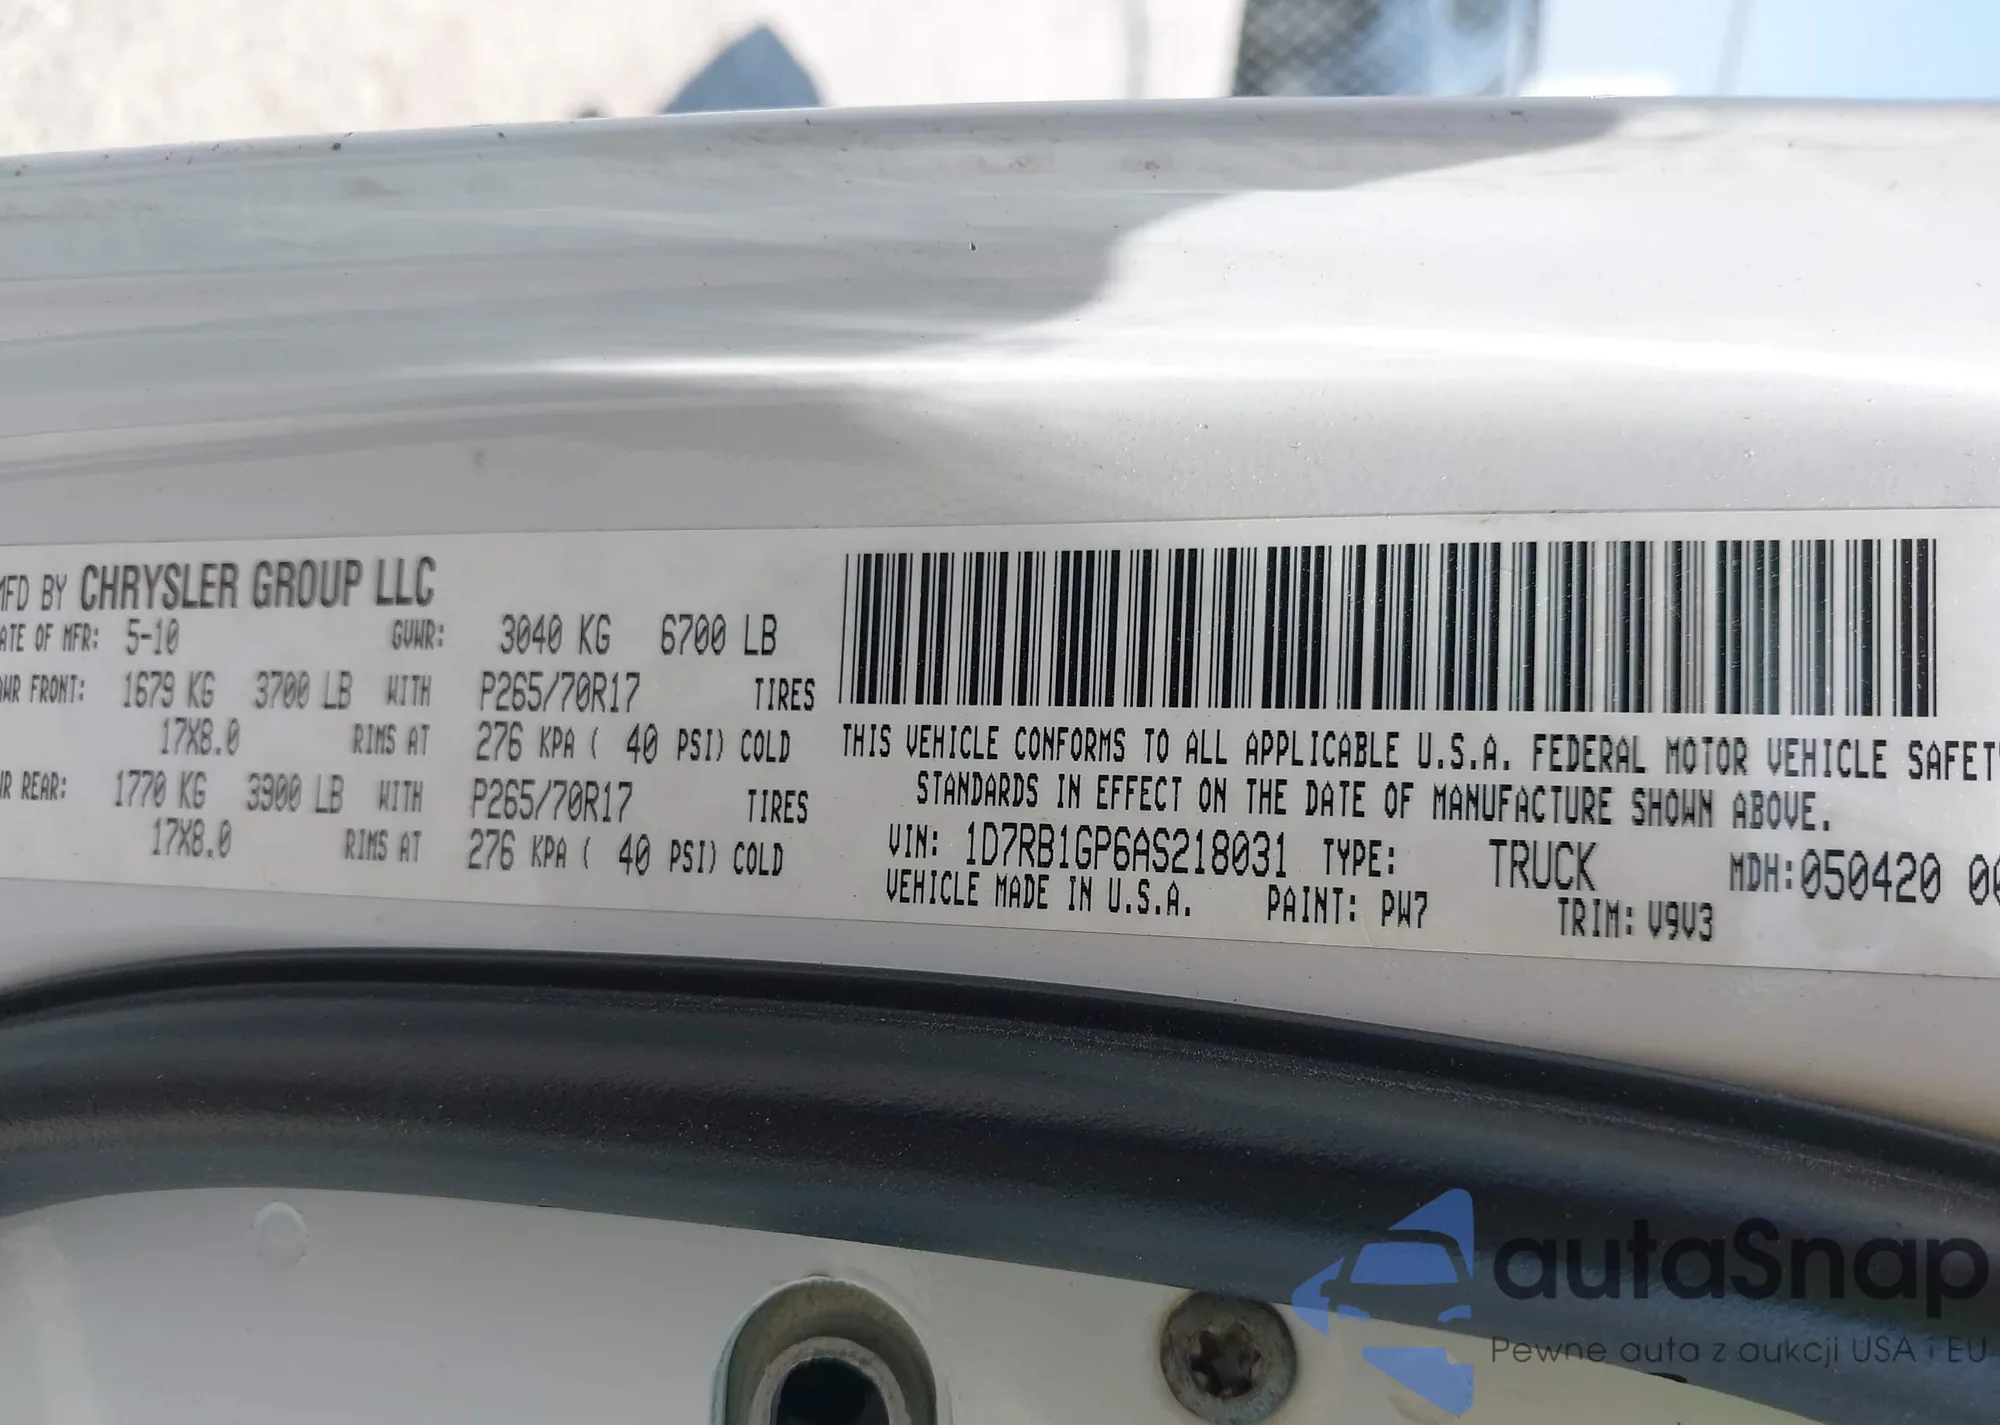 MFD BY CHRYSLER GROUP LLC
ATE OF MFR: 5-10 GVWR: 3040 KG 6700 LB
AWR FRONT: 1679 KG 3700 LB WITH P265/70R17 TIRES
17X8.0 RIMS AT 276 KPA ( 40 PSI) COLD
WR REAR: 1770 KG 3900 LB WITH P265/70R17 TIRES
17X8.0 RIMS AT 276 KPA ( 40 PSI) COLD
THIS VEHICLE CONFORMS TO ALL APPLICABLE U.S.A. FEDERAL MOTOR VEHICLE SAFETY
STANDARDS IN EFFECT ON THE DATE OF MANUFACTURE SHOWN ABOVE.
VIN: 1D7RB1GP6AS218031 TYPE: TRUCK MDH:050420 00
VEHICLE MADE IN U.S.A. PAINT: PW7 TRIM: V9V3
autaSnap
Pewne auta z aukcji USA i EU